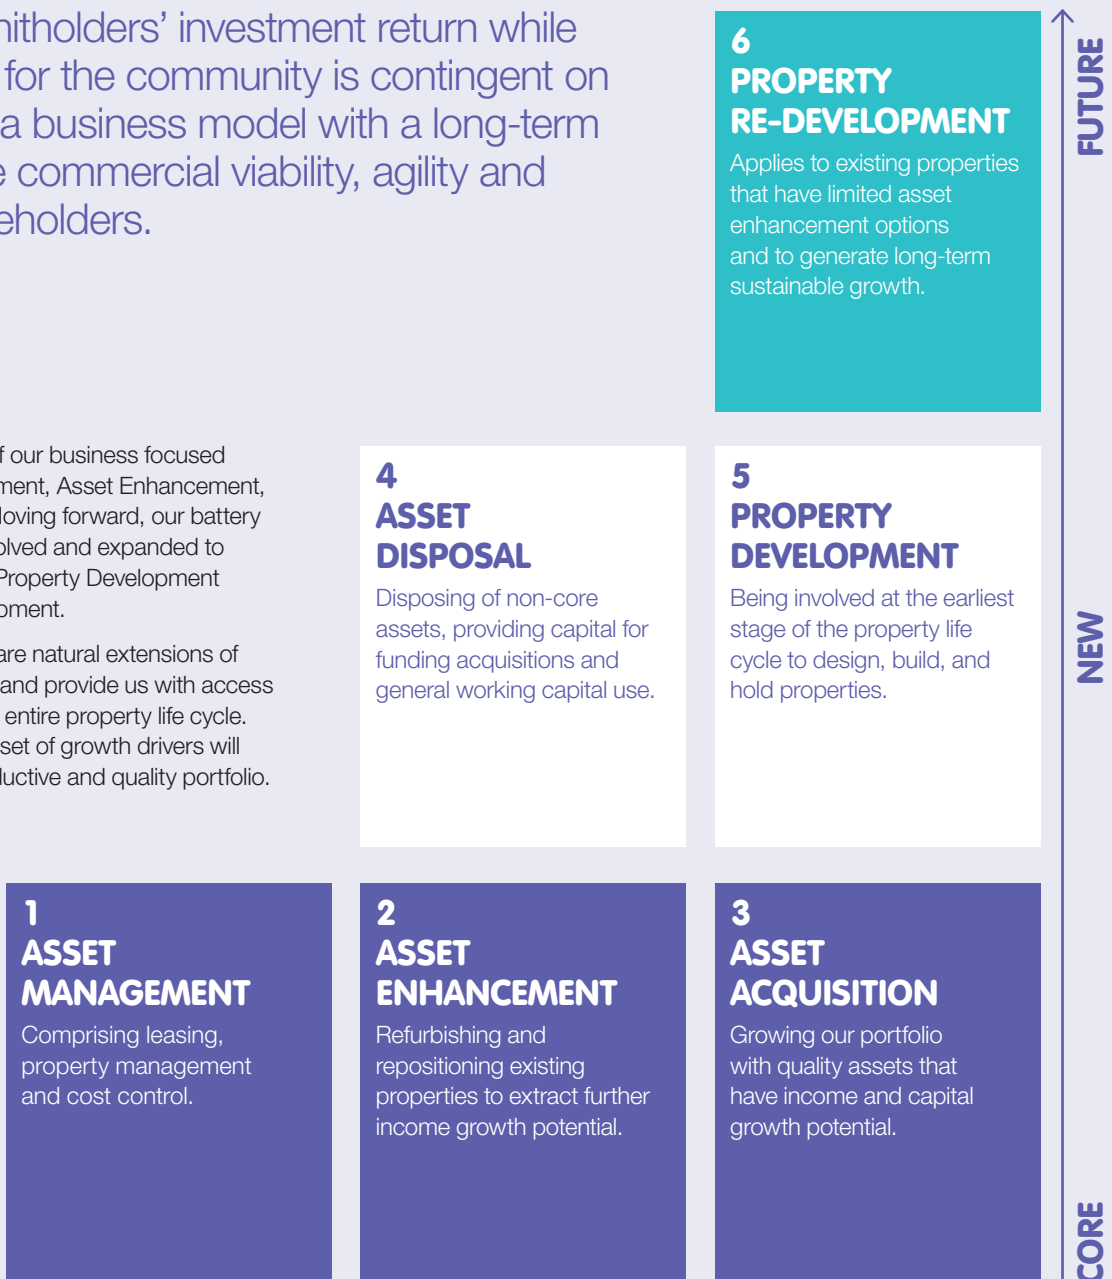 nitholders' investment return while
for the community is contingent on
a business model with a long-term
commercial viability, agility and
eholders.
6
PROPERTY
RE-DEVELOPMENT
Applies to existing properties
that have limited asset
enhancement options
and to generate long-term
sustainable growth.
FUTURE
f our business focused
ment, Asset Enhancement,
oving forward, our battery
olved and expanded to
Property Development
pment.
are natural extensions of
and provide us with access
entire property life cycle.
set of growth drivers will
ductive and quality portfolio.
4
ASSET
DISPOSAL
Disposing of non-core
assets, providing capital for
funding acquisitions and
general working capital use.
5
PROPERTY
DEVELOPMENT
Being involved at the earliest
stage of the property life
cycle to design, build, and
hold properties.
NEW
1
ASSET
MANAGEMENT
Comprising leasing,
property management
and cost control.
2
ASSET
ENHANCEMENT
Refurbishing and
repositioning existing
properties to extract further
income growth potential.
3
ASSET
ACQUISITION
Growing our portfolio
with quality assets that
have income and capital
growth potential.
CORE